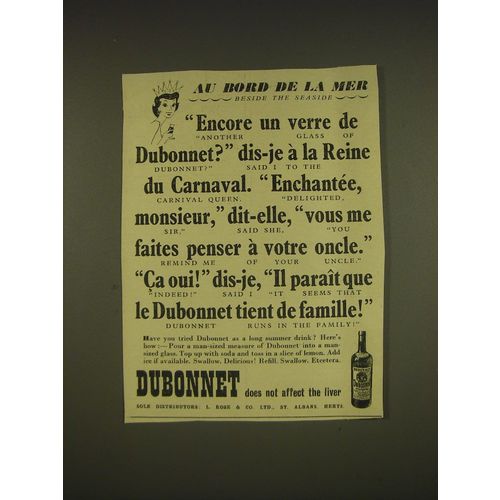 AU BORD DE LA MER
BESIDE THE SEASIDE
"Encore un verre de
"ANOTHER GLASS OF
Dubonnet?" dis-je à la Reine
DUBONNET?" SAID I TO THE
du Carnaval. "Enchantée,
CARNIVAL QUEEN. "DELIGHTED,
monsieur," dit-elle, "vous me
SIR," SAID SHE, "YOU
faites penser à votre oncle."
REMIND ME OF YOUR UNCLE."
"Ça oui!" dis-je, "Il paraît que
"INDEED!" SAID I "IT SEEMS THAT
le Dubonnet tient de famille!"
DUBONNET RUNS IN THE FAMILY!"
Have you tried Dubonnet as a long summer drink? Here's
how:— Pour a man-sized measure of Dubonnet into a man-
sized glass. Top up with soda and toss in a slice of lemon. Add
ice if available. Swallow. Delicious! Refill. Swallow. Etcetera.
DUBONNET does not affect the liver
SOLE DISTRIBUTORS: L. ROSE & CO. LTD., ST. ALBANS, HERTS.